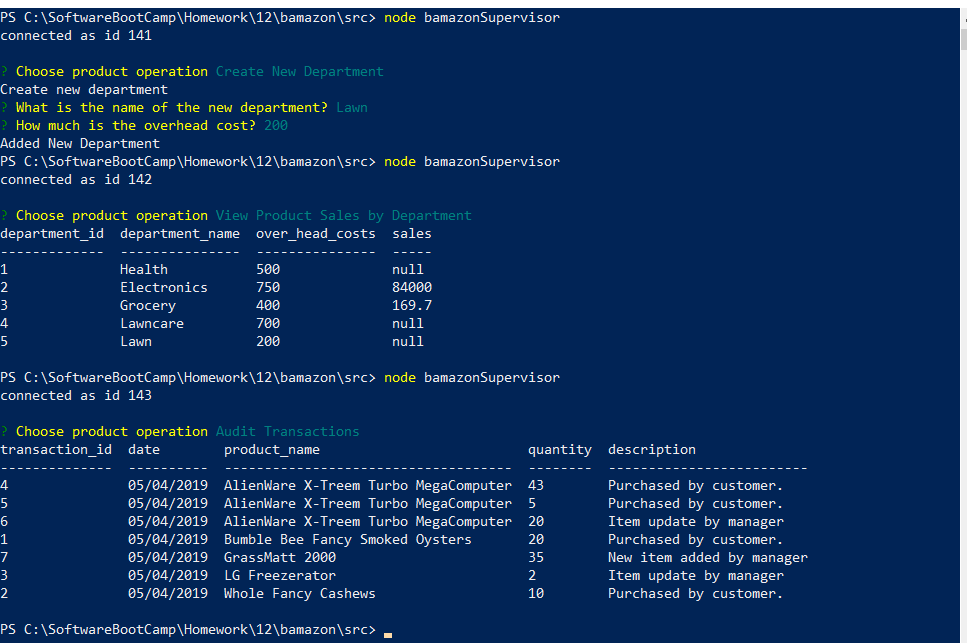 PS C:\SoftwareBootCamp\Homework\12\bamazon\src> node bamazonSupervisor
connected as id 141
? Choose product operation Create New Department
Create new department
? What is the name of the new department? Lawn
? How much is the overhead cost? 200
Added New Department
PS C:\SoftwareBootCamp\Homework\12\bamazon\src> node bamazonSupervisor
connected as id 142
? Choose product operation View Product Sales by Department
department_id  department_name  over_head_costs  sales
-------------  ---------------  ---------------  -----
1              Health           500              null
2              Electronics      750              84000
3              Grocery          400              169.7
4              Lawncare         700              null
5              Lawn             200              null
PS C:\SoftwareBootCamp\Homework\12\bamazon\src> node bamazonSupervisor
connected as id 143
? Choose product operation Audit Transactions
transaction_id  date        product_name                          quantity  description
--------------  ----------  ------------------------------------  --------  -------------------------
4               05/04/2019  AlienWare X-Treem Turbo MegaComputer  43        Purchased by customer.
5               05/04/2019  AlienWare X-Treem Turbo MegaComputer  5         Purchased by customer.
6               05/04/2019  AlienWare X-Treem Turbo MegaComputer  20        Item update by manager
1               05/04/2019  Bumble Bee Fancy Smoked Oysters       20        Purchased by customer.
7               05/04/2019  GrassMatt 2000                        35        New item added by manager
3               05/04/2019  LG Freezerator                        2         Item update by manager
2               05/04/2019  Whole Fancy Cashews                   10        Purchased by customer.
PS C:\SoftwareBootCamp\Homework\12\bamazon\src>